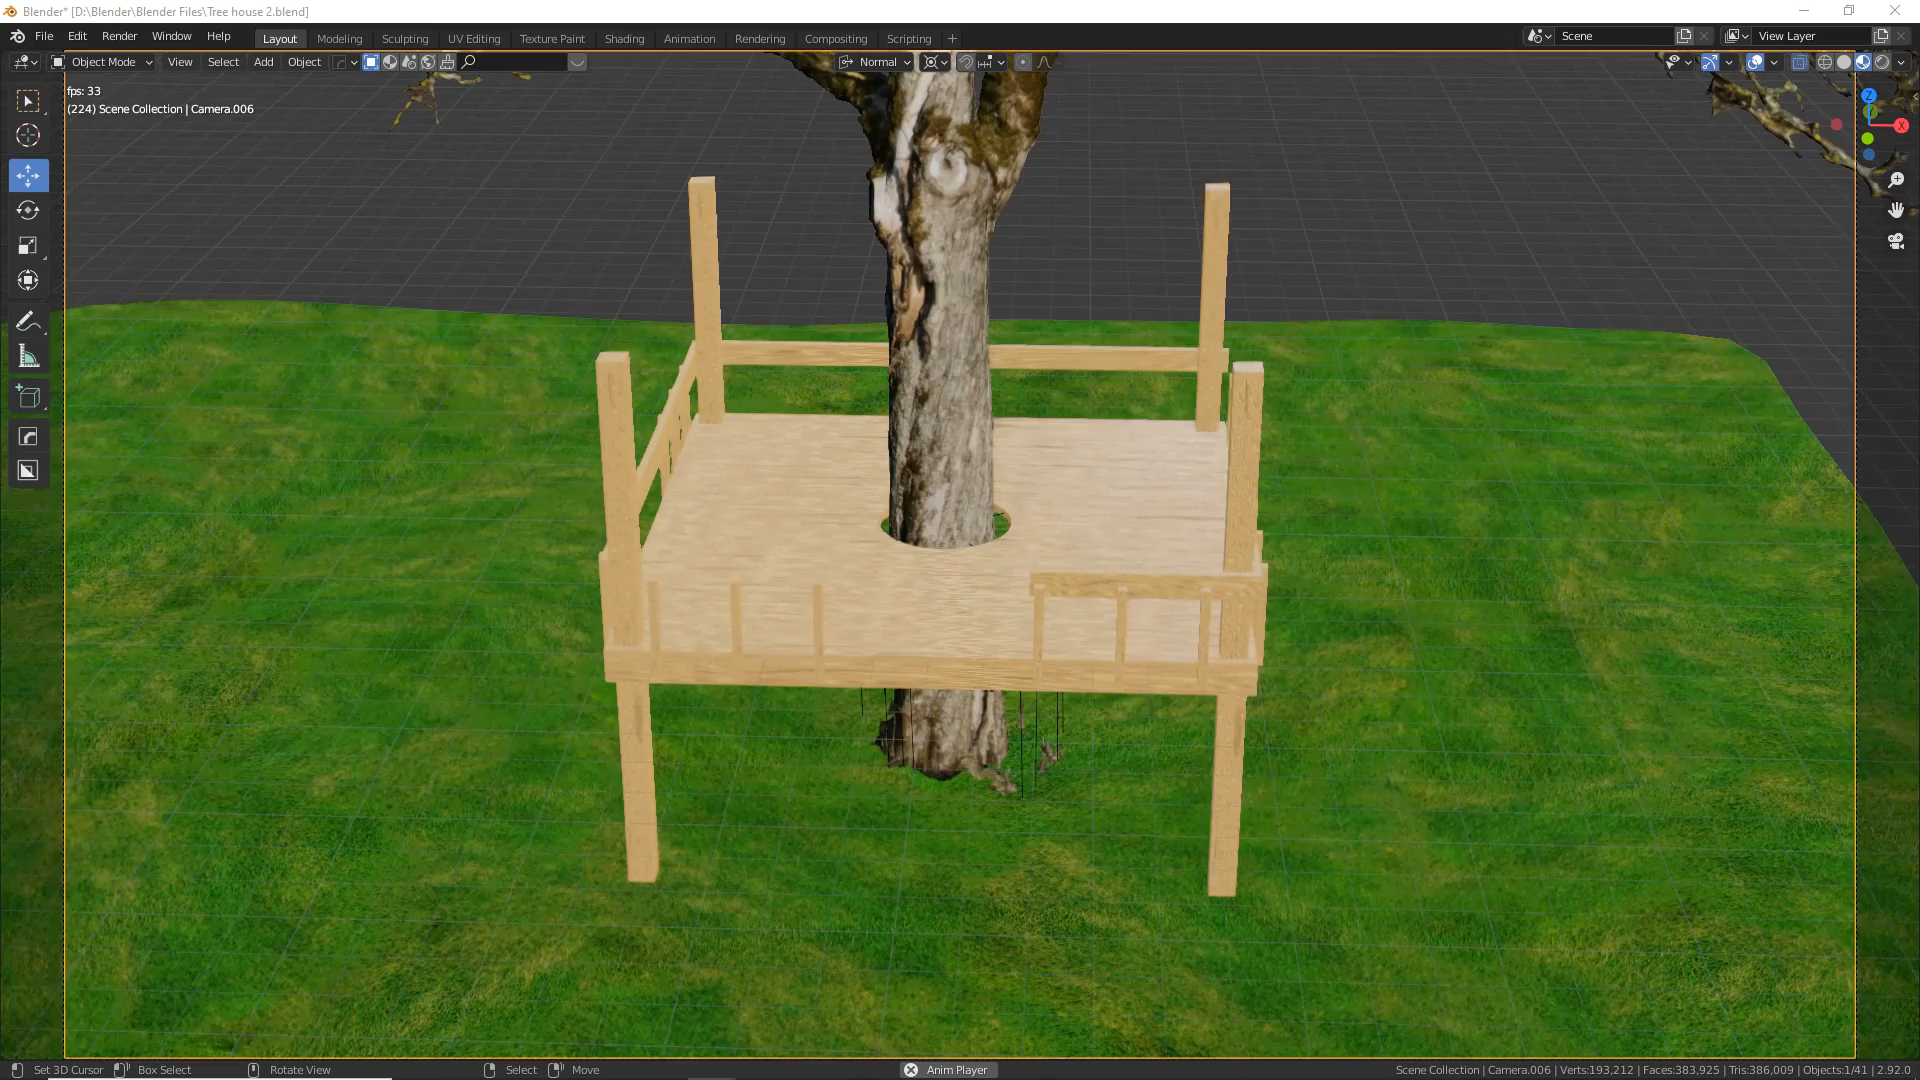 Blender* [D:\Blender\Blender Files\Tree house 2.blend]
File Edit Render Window Help Layout Modeling Sculpting UV Editing Texture Paint Shading Animation Rendering Compositing Scripting + Scene View Layer
Object Mode View Select Add Object Normal
fps: 33
(224) Scene Collection | Camera.006
Z
X
Set 3D Cursor Box Select Rotate View Select Move Anim Player Scene Collection | Camera.006 | Verts:193,212 | Faces:383,925 | Tris:386,009 | Objects:1/41 | 2.92.0